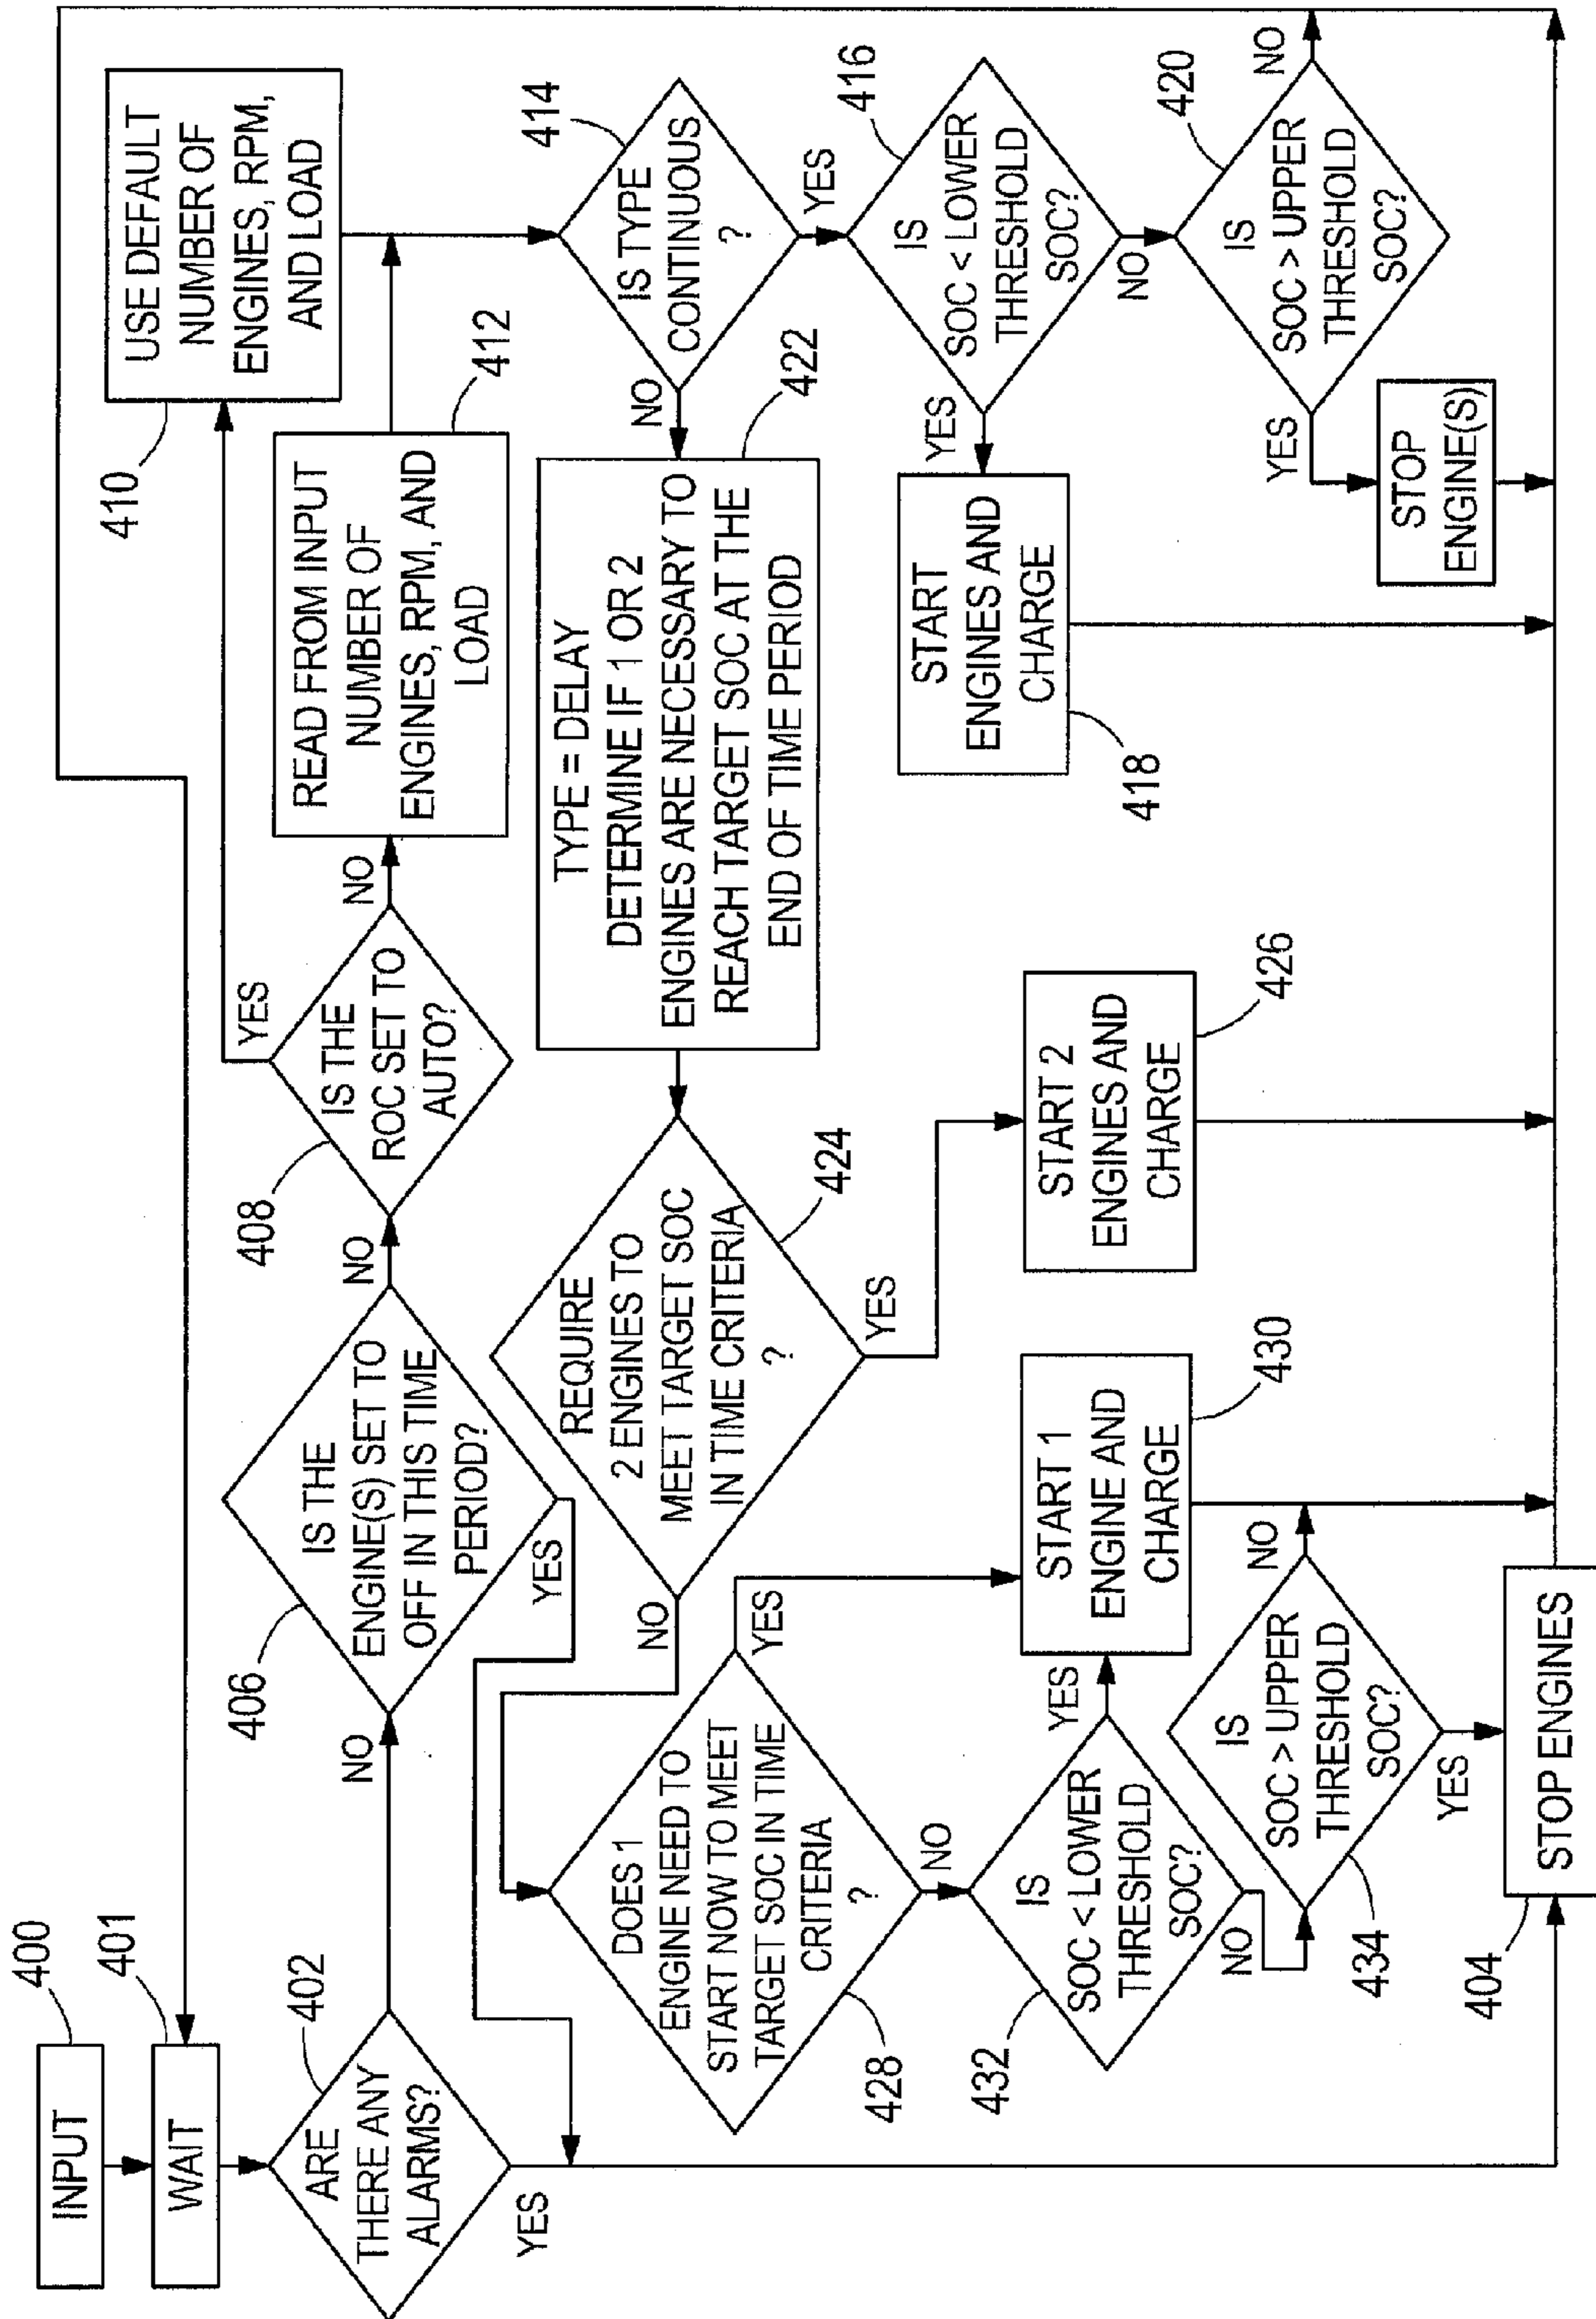 INPUT
400
WAIT
401
ARE
THERE ANY
ALARMS?
402
NO
YES
IS THE
ENGINE(S) SET TO
OFF IN THIS TIME
PERIOD?
406
NO
YES
IS THE
ROC SET TO
AUTO?
408
YES
NO
USE DEFAULT
NUMBER OF
ENGINES, RPM,
AND LOAD
410
READ FROM INPUT
NUMBER OF
ENGINES, RPM, AND
LOAD
412
IS TYPE
CONTINUOUS
?
414
NO
YES
TYPE = DELAY
DETERMINE IF 1 OR 2
ENGINES ARE NECESSARY TO
REACH TARGET SOC AT THE
END OF TIME PERIOD
422
IS
SOC < LOWER
THRESHOLD
SOC?
416
YES
NO
START
ENGINES AND
CHARGE
418
IS
SOC > UPPER
THRESHOLD
SOC?
420
YES
NO
STOP
ENGINE(S)
REQUIRE
2 ENGINES TO
MEET TARGET SOC
IN TIME CRITERIA
?
424
NO
YES
START 2
ENGINES AND
CHARGE
426
DOES 1
ENGINE NEED TO
START NOW TO MEET
TARGET SOC IN TIME
CRITERIA
?
428
YES
NO
START 1
ENGINE AND
CHARGE
430
IS
SOC < LOWER
THRESHOLD
SOC?
432
YES
NO
IS
SOC > UPPER
THRESHOLD
SOC?
434
NO
YES
STOP ENGINES
404